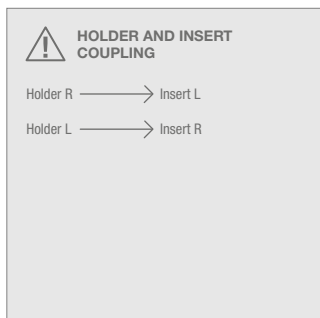 HOLDER AND INSERT
COUPLING
Holder R Insert L
Holder L Insert R